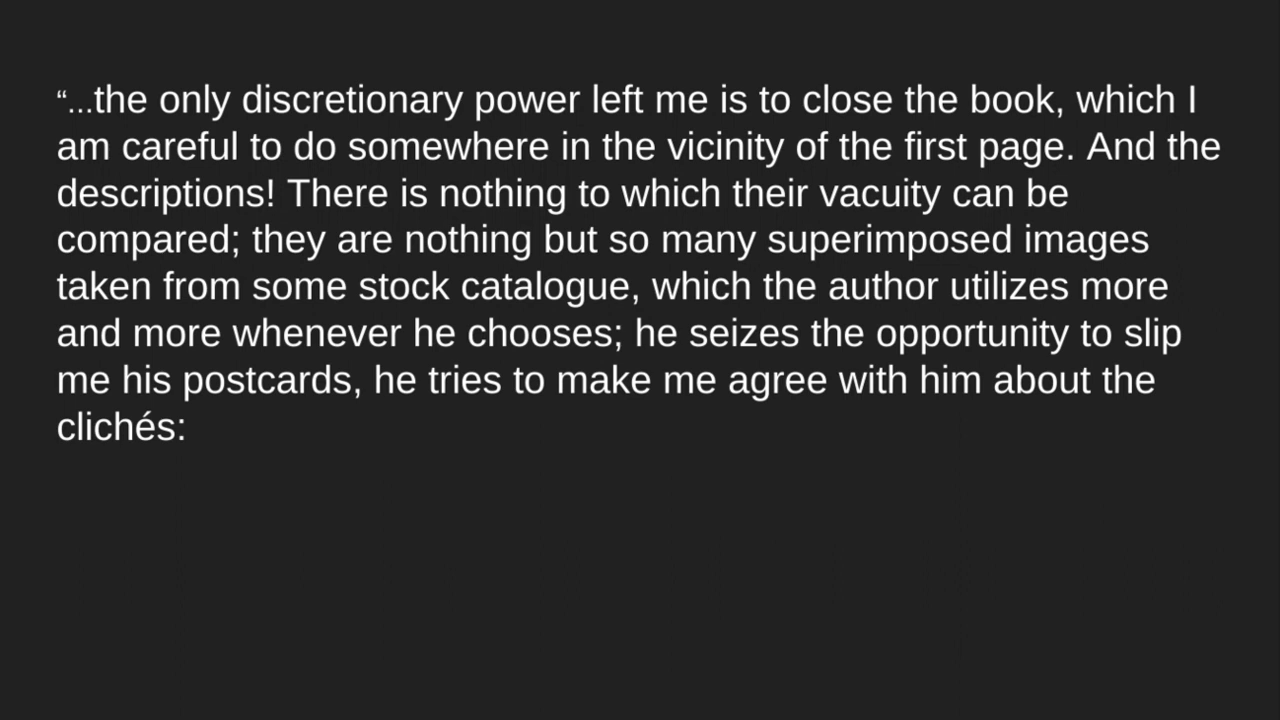 “...the only discretionary power left me is to close the book, which I
am careful to do somewhere in the vicinity of the first page. And the
descriptions! There is nothing to which their vacuity can be
compared; they are nothing but so many superimposed images
taken from some stock catalogue, which the author utilizes more
and more whenever he chooses; he seizes the opportunity to slip
me his postcards, he tries to make me agree with him about the
clichés: